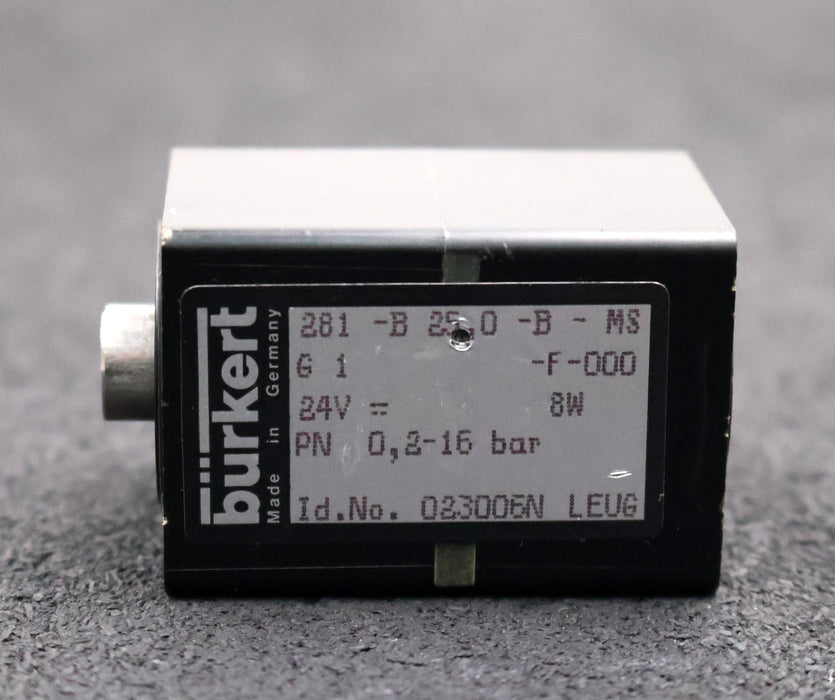 bürkert
Made in Germany
281 -B 25,0 -B - MS
G 1 -F-000
24V = 8W
PN 0,2-16 bar
Id.No. 023006N LEUG